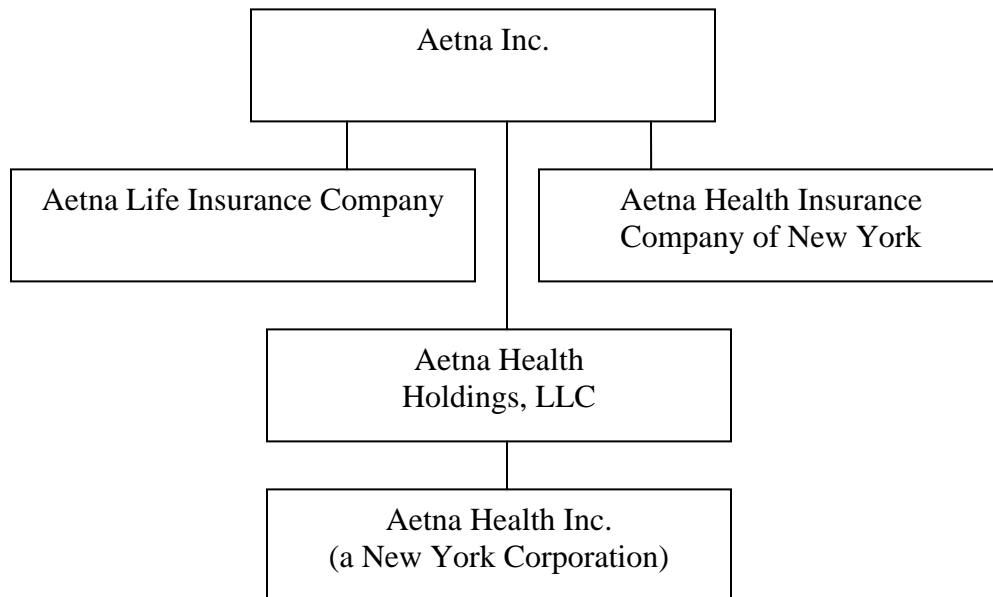 Aetna Inc.
Aetna Life Insurance Company
Aetna Health Insurance
Company of New York
Aetna Health
Holdings, LLC
Aetna Health Inc.
(a New York Corporation)